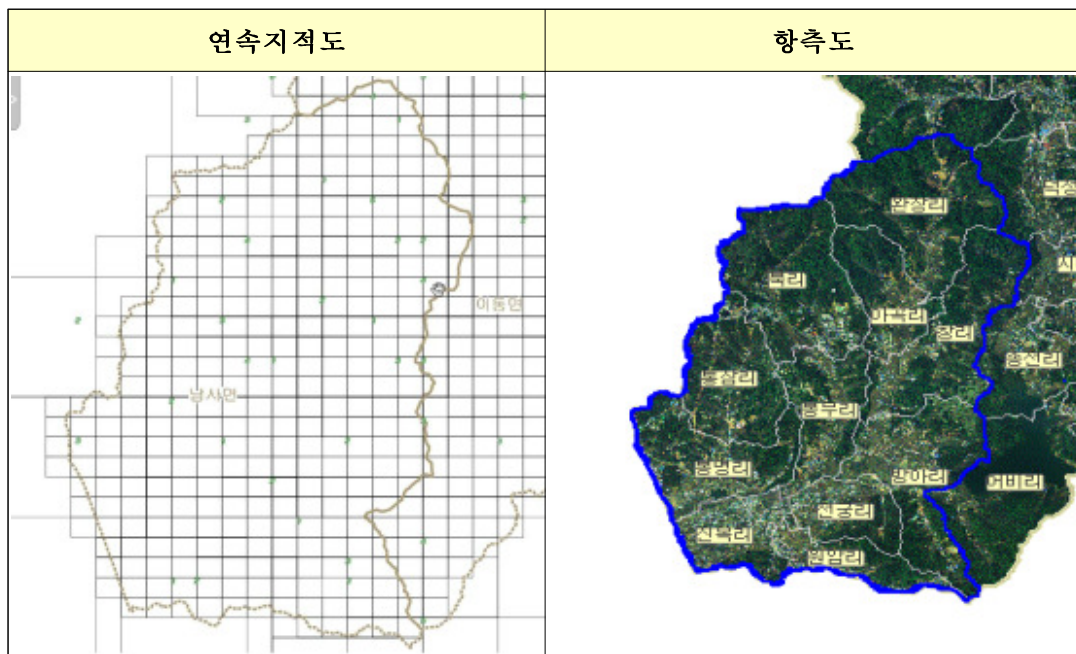 연속지적도
항측도
이동면
남사면
완장리
북리
아곡리
창리
송전리
통삼리
봉무리
봉명리
방아리
어비리
전궁리
진목리
원암리